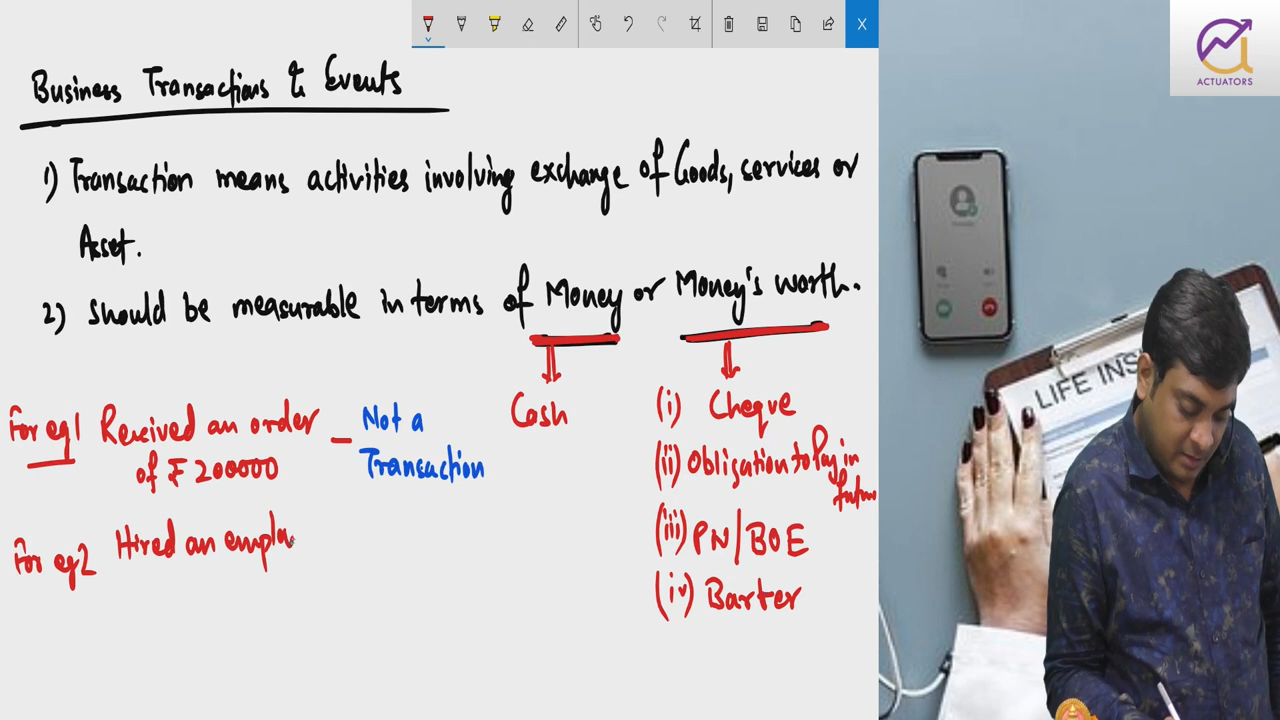 Business Transactions & Events
1) Transaction means activities involving exchange of Goods, services or
Asset.
2) Should be measurable in terms of Money or Money's worth.
Cash
(i) Cheque
(ii) Obligation to Pay in
future
(iii) PN/BOE
(iv) Barter
For eg1 Received an order
of ₹ 200000
– Not a
Transaction
For eg2 Hired an empla
LIFE INS
ACTUATORS